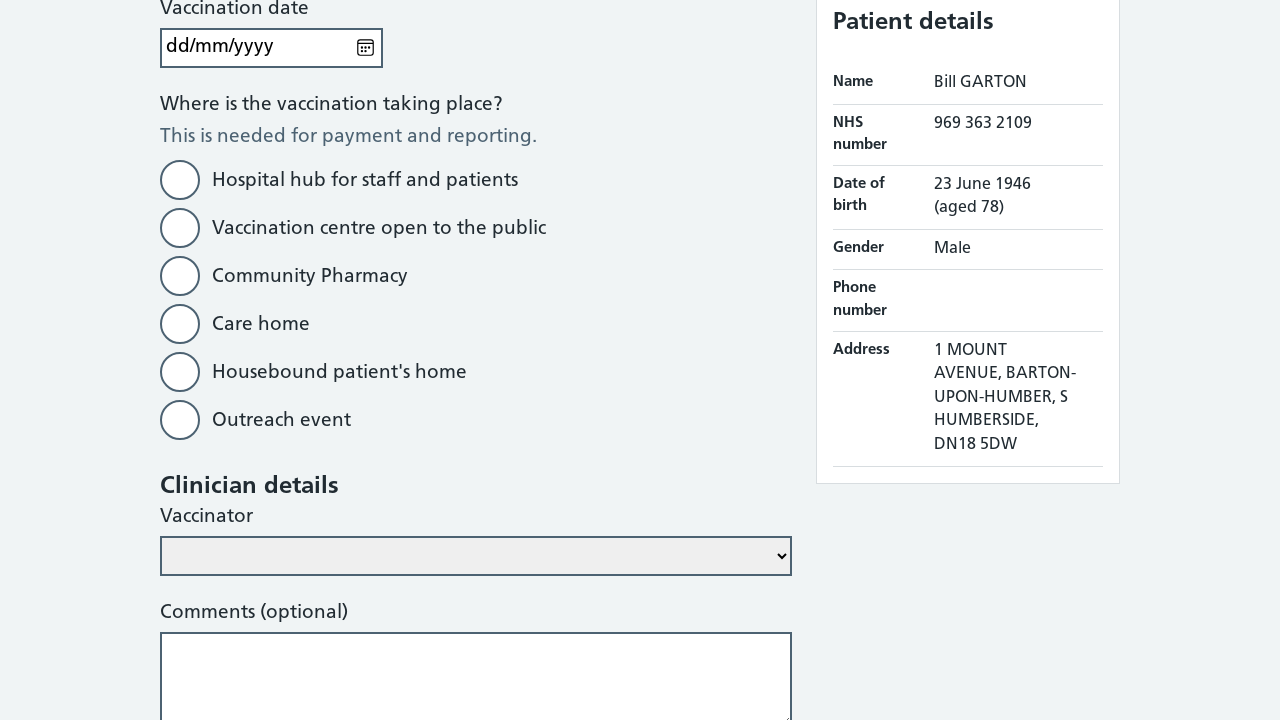 Vaccination date
dd/mm/yyyy
Where is the vaccination taking place?
This is needed for payment and reporting.
Hospital hub for staff and patients
Vaccination centre open to the public
Community Pharmacy
Care home
Housebound patient's home
Outreach event
Clinician details
Vaccinator
Comments (optional)
Patient details
Name Bill GARTON
NHS number 969 363 2109
Date of birth 23 June 1946
(aged 78)
Gender Male
Phone number
Address 1 MOUNT
AVENUE, BARTON-
UPON-HUMBER, S
HUMBERSIDE,
DN18 5DW